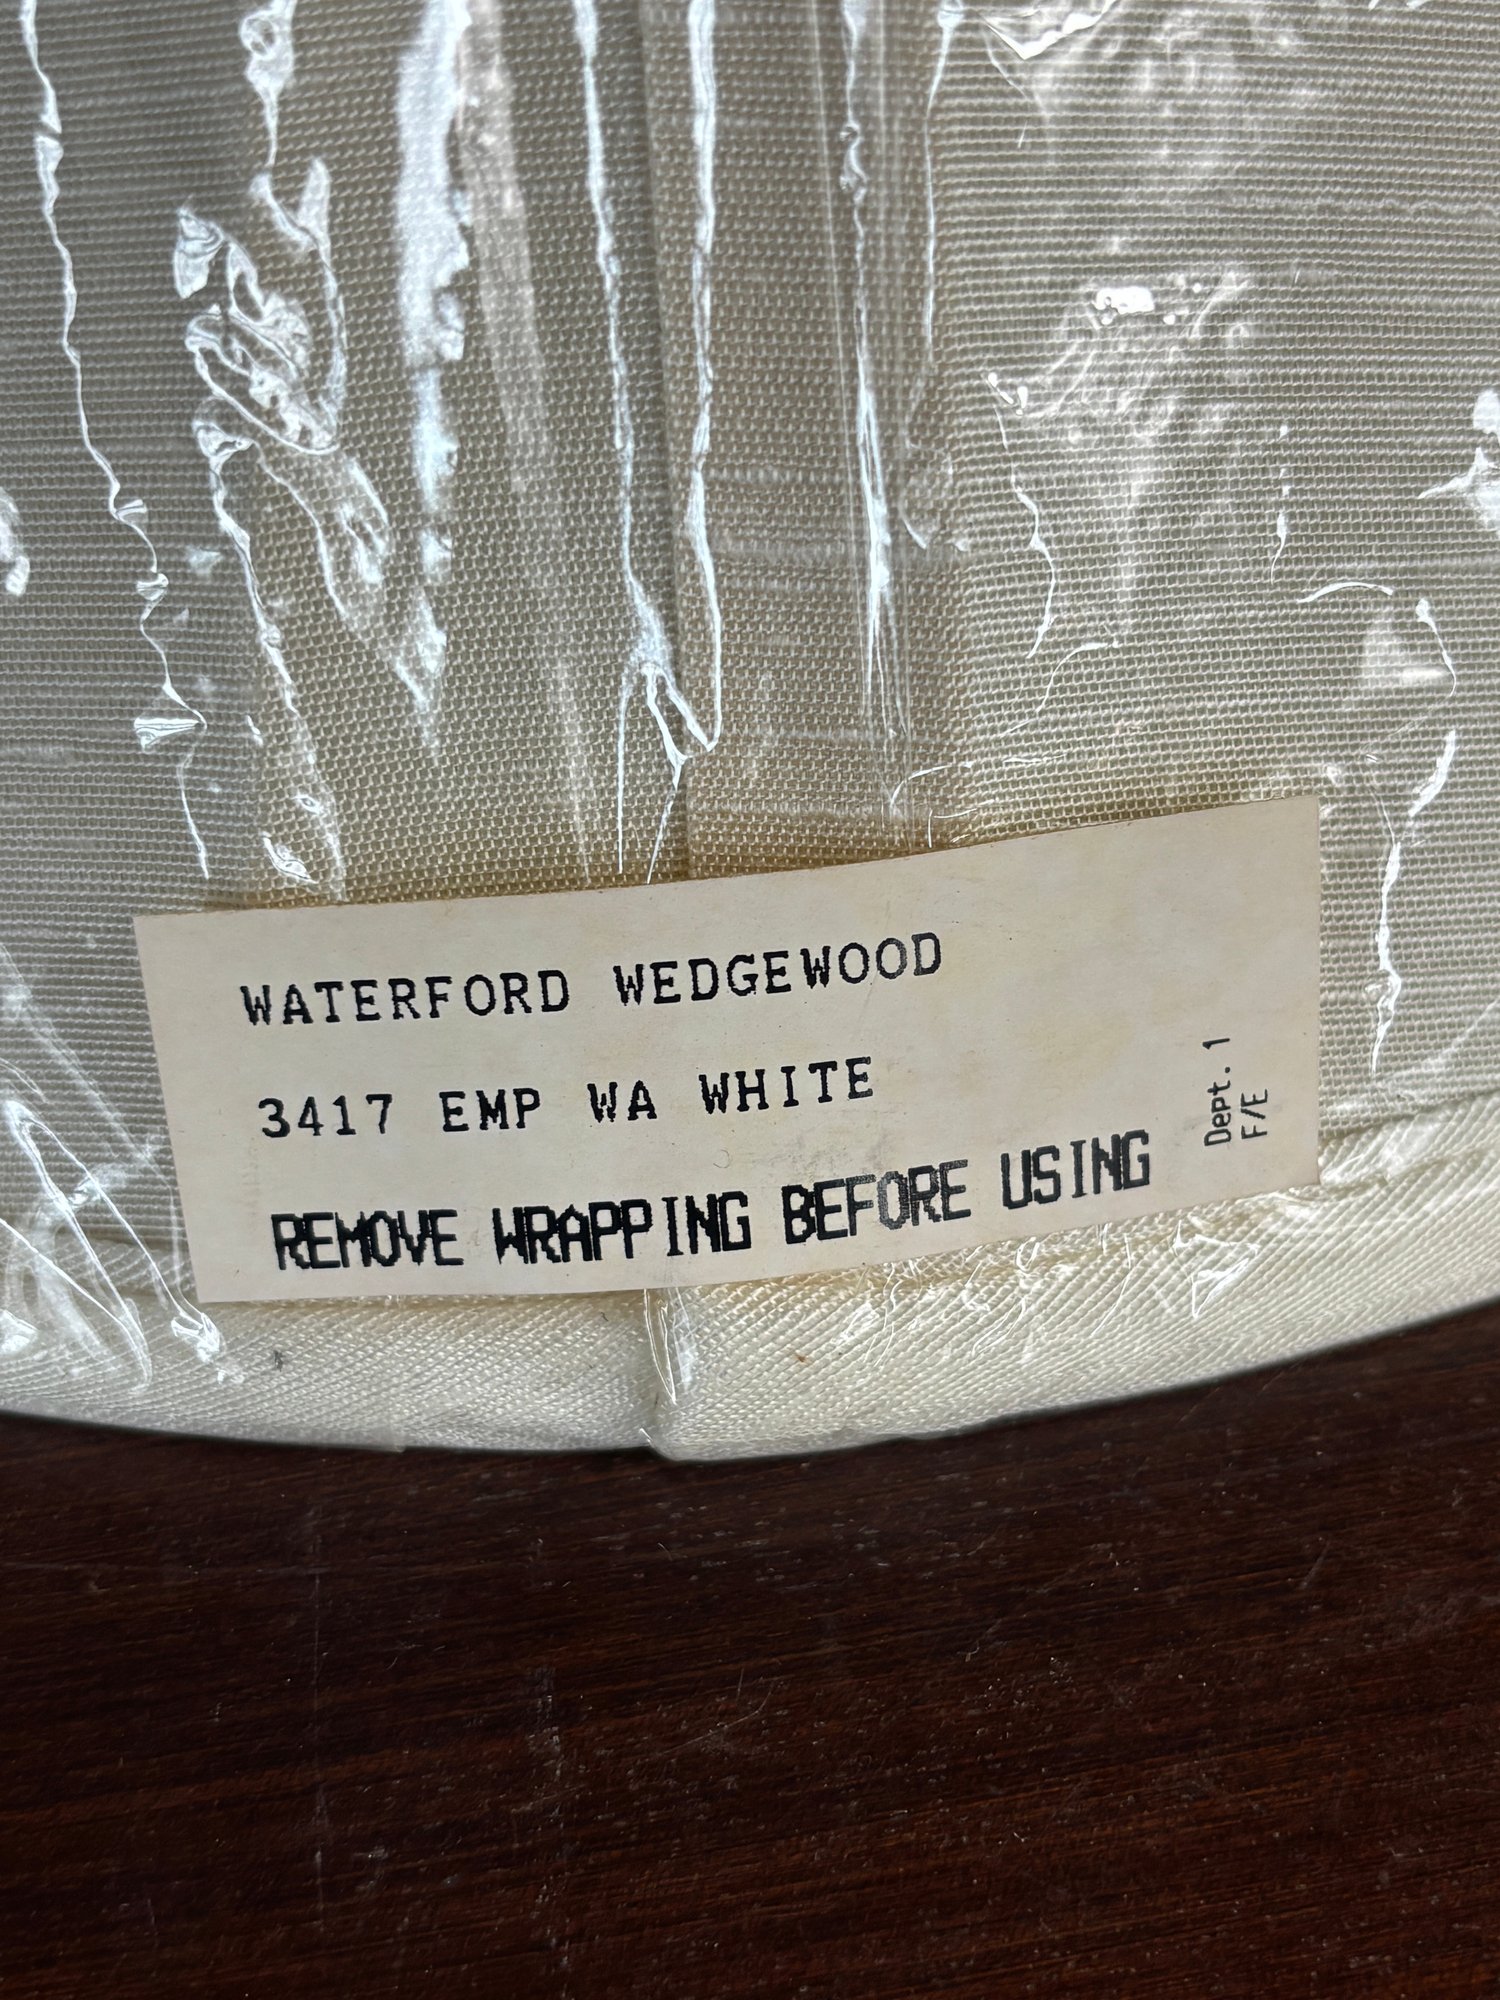 WATERFORD WEDGEWOOD
3417 EMP WA WHITE
REMOVE WRAPPING BEFORE USING
Dept. 1
F/E